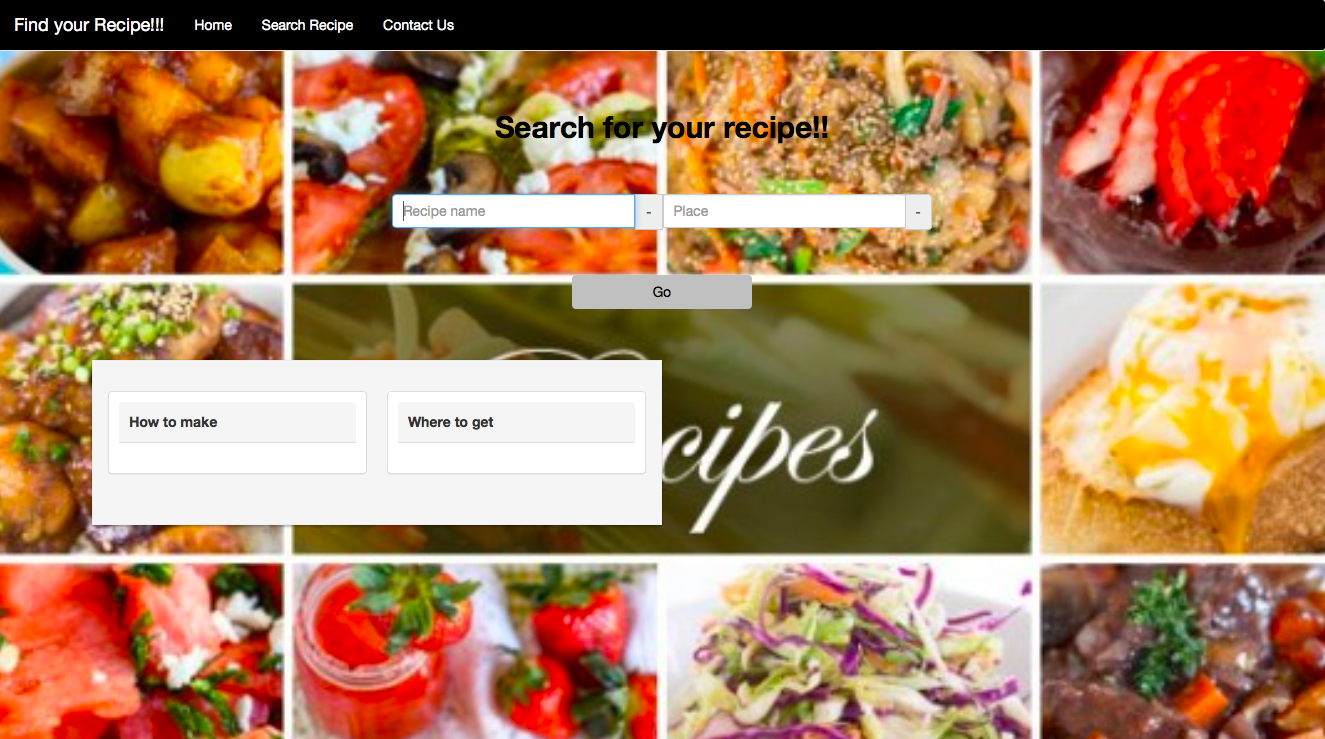 Find your Recipe!!! Home Search Recipe Contact Us
Search for your recipe!!
Recipe name - Place -
Go
How to make Where to get
cipes